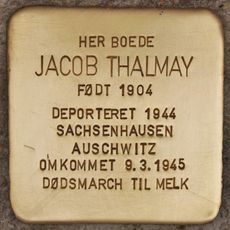 HER BOEDE
JACOB THALMAY
FØDT 1904
DEPORTERET 1944
SACHSENHAUSEN
AUSCHWITZ
OMKOMMET 9.3.1945
DØDSMARCH TIL MELK